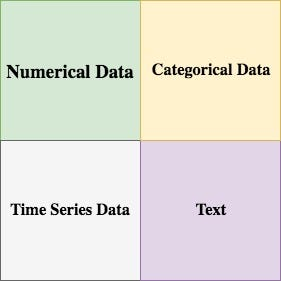 Numerical Data
Categorical Data
Time Series Data
Text